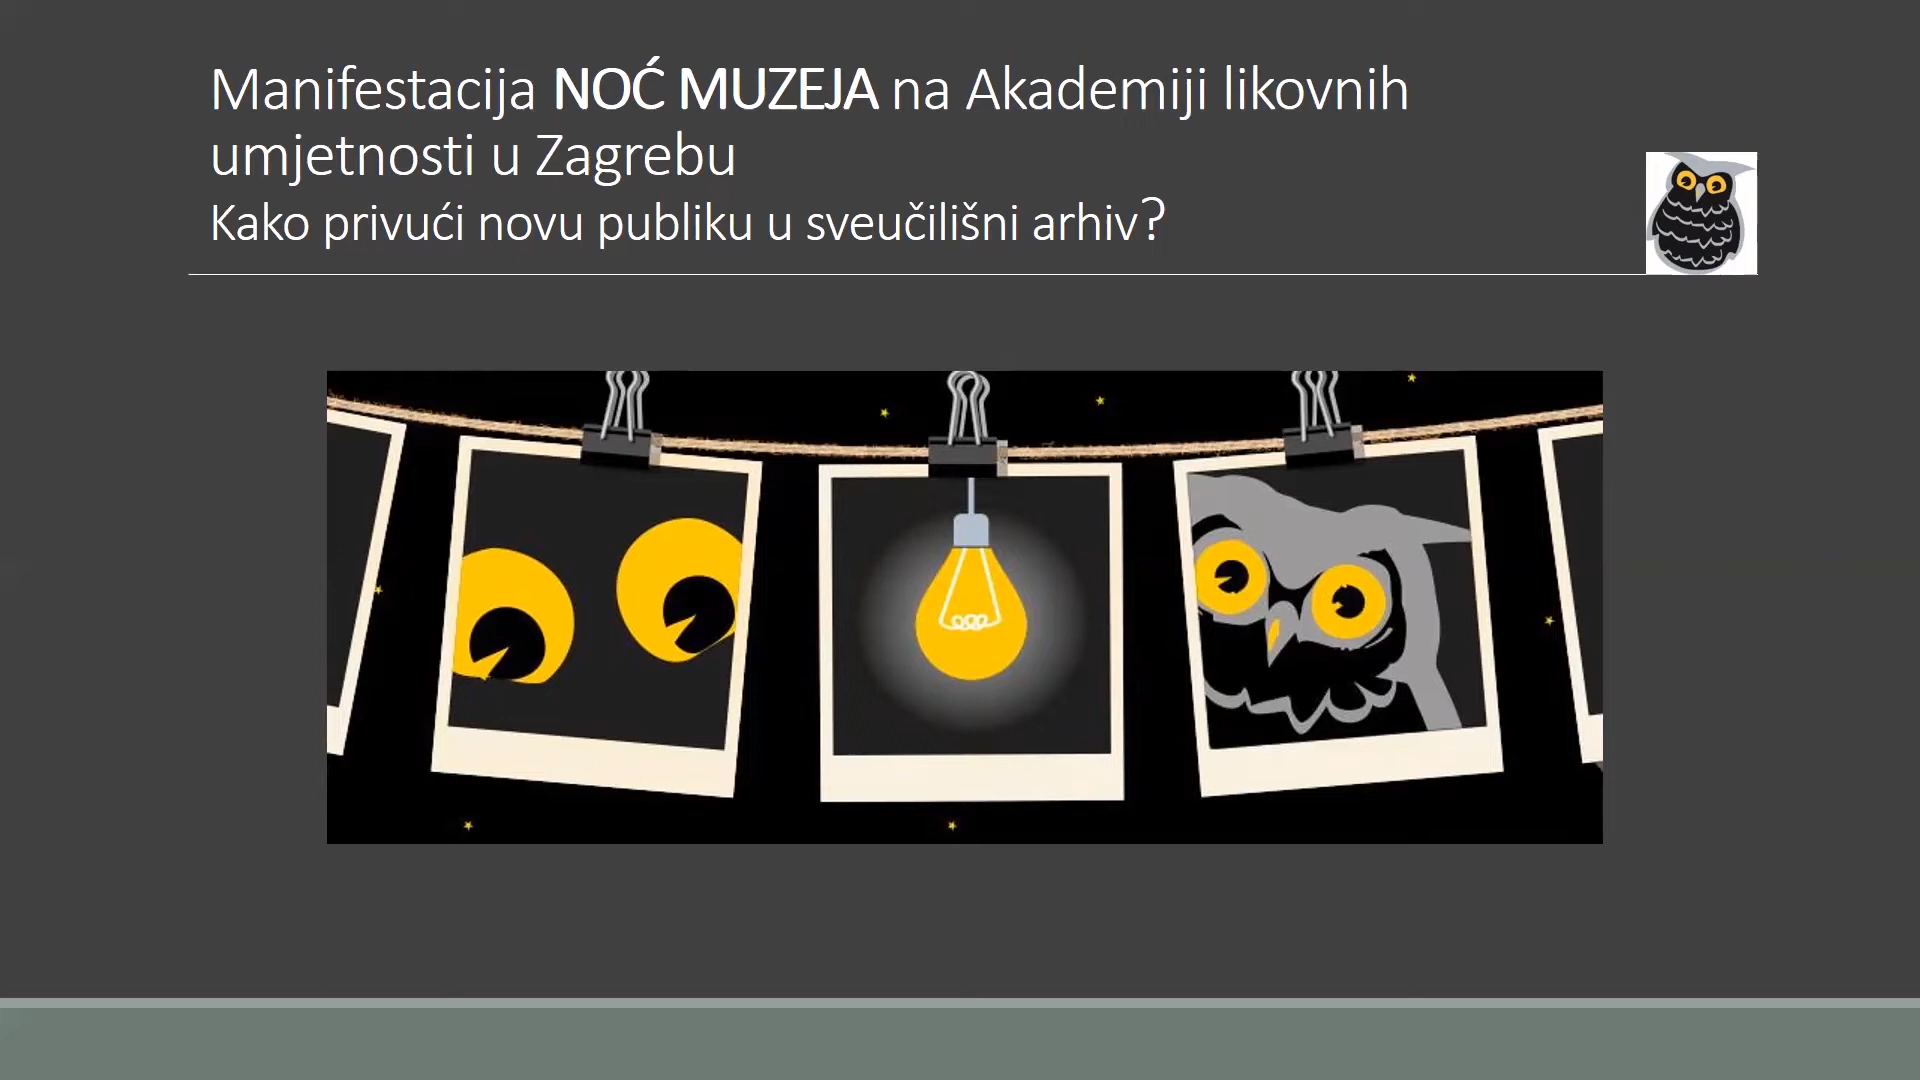 Manifestacija NOĆ MUZEJA na Akademiji likovnih
umjetnosti u Zagrebu
Kako privući novu publiku u sveučilišni arhiv?